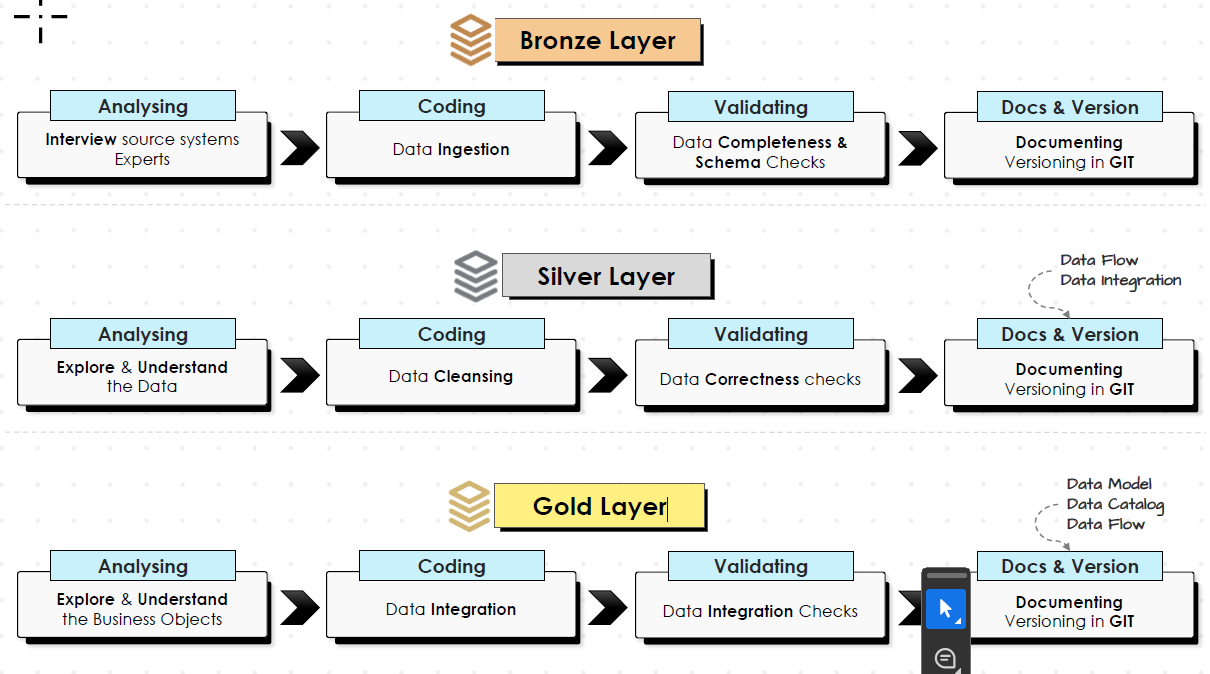 Bronze Layer
Analysing
Interview source systems
Experts
Coding
Data Ingestion
Validating
Data Completeness &
Schema Checks
Docs & Version
Documenting
Versioning in GIT
Silver Layer
Data Flow
Data Integration
Analysing
Explore & Understand
the Data
Coding
Data Cleansing
Validating
Data Correctness checks
Docs & Version
Documenting
Versioning in GIT
Gold Layer
Data Model
Data Catalog
Data Flow
Analysing
Explore & Understand
the Business Objects
Coding
Data Integration
Validating
Data Integration Checks
Docs & Version
Documenting
Versioning in GIT